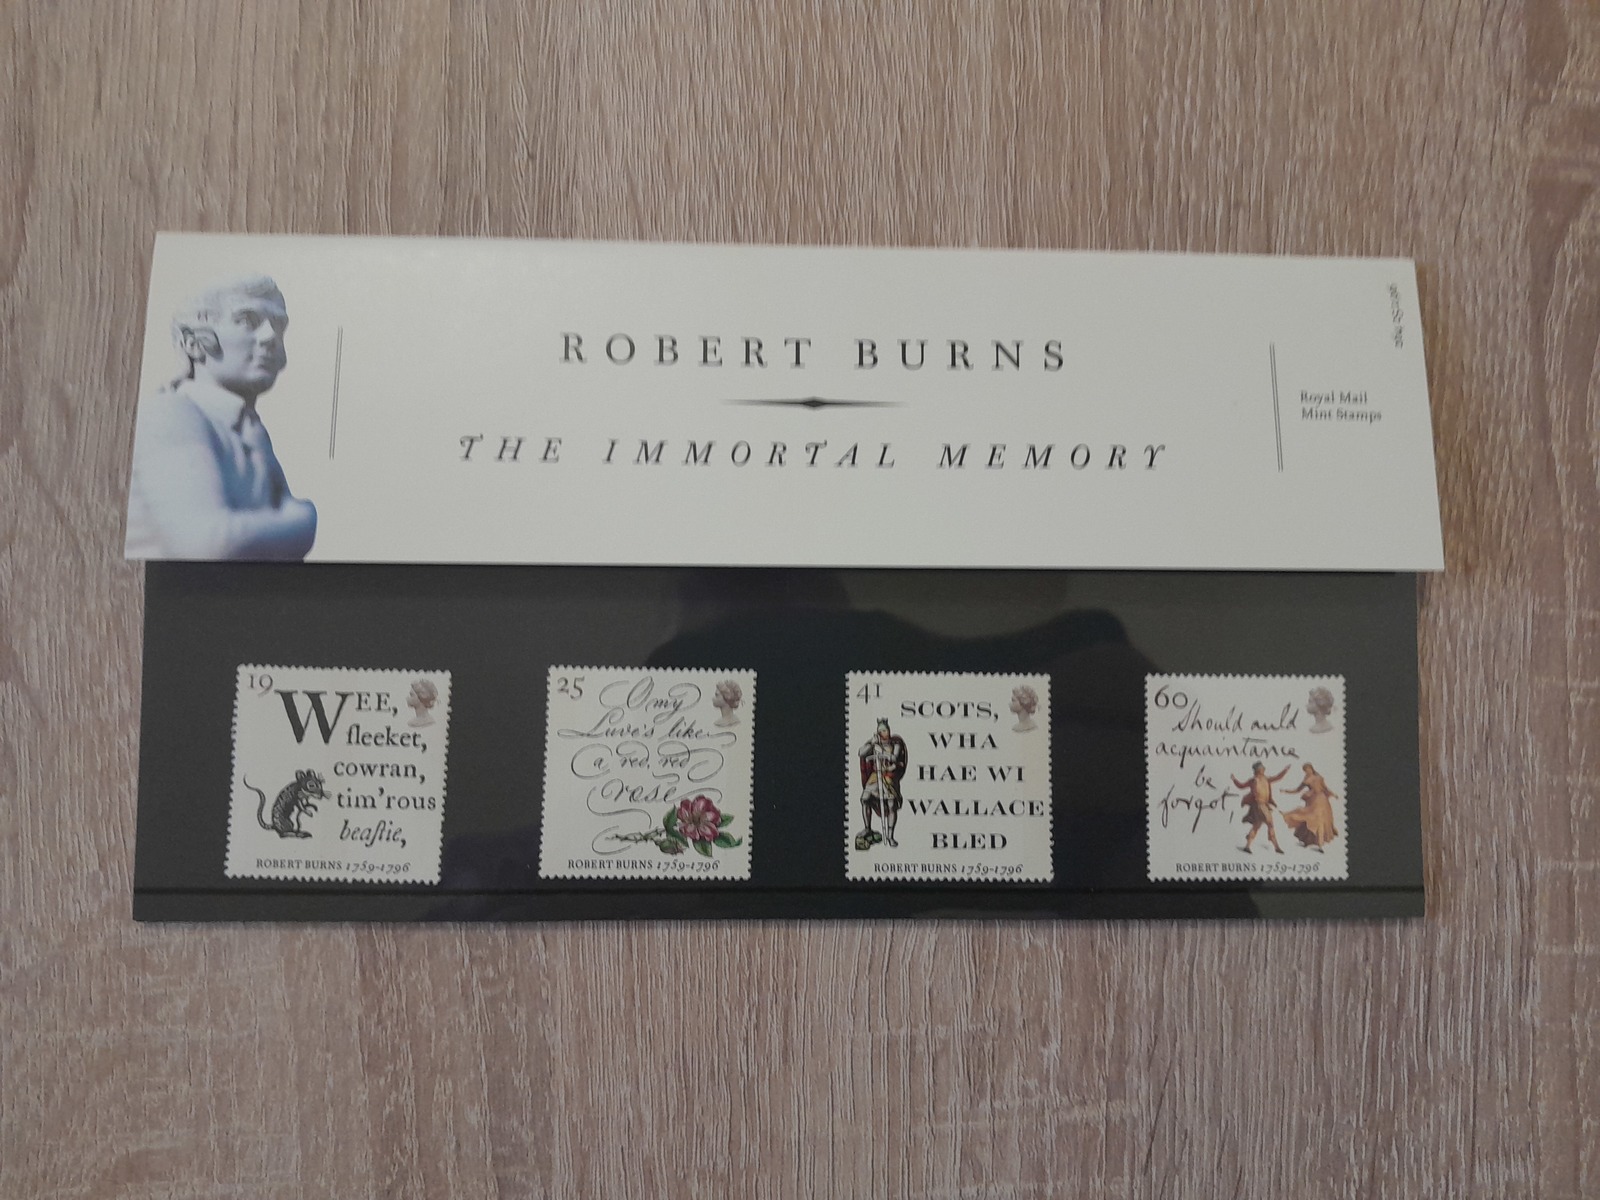 ROBERT BURNS
THE IMMORTAL MEMORY
Royal Mail
Mint Stamps
19
WEE,
fleeket,
cowran,
tim'rous
beaſtie,
ROBERT BURNS 1759-1796
25
O my
Luve's like
a red, red
rose
ROBERT BURNS 1759-1796
41
SCOTS,
WHA
HAE WI
WALLACE
BLED
ROBERT BURNS 1759-1796
60
Should auld
acquaintance
be
forgot,
ROBERT BURNS 1759-1796